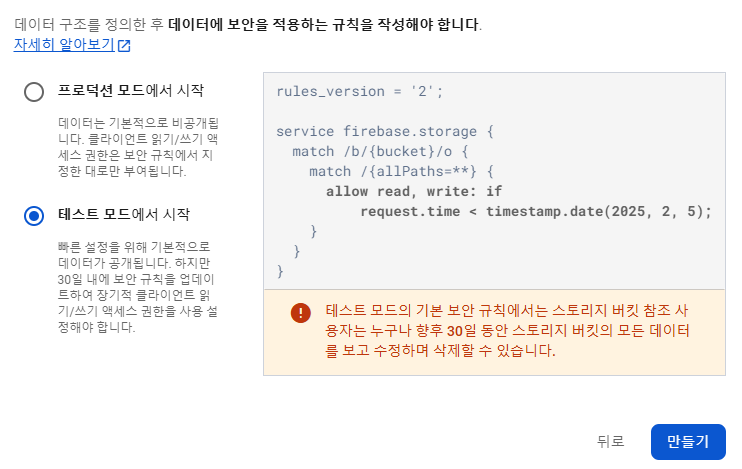 데이터 구조를 정의한 후 데이터에 보안을 적용하는 규칙을 작성해야 합니다.
자세히 알아보기
프로덕션 모드에서 시작
데이터는 기본적으로 비공개됩
니다. 클라이언트 읽기/쓰기 액
세스 권한은 보안 규칙에서 지
정한 대로만 부여됩니다.
테스트 모드에서 시작
빠른 설정을 위해 기본적으로
데이터가 공개됩니다. 하지만
30일 내에 보안 규칙을 업데이
트하여 장기적 클라이언트 읽
기/쓰기 액세스 권한을 사용 설
정해야 합니다.
rules_version = '2';
service firebase.storage {
match /b/{bucket}/o {
match /{allPaths=**} {
allow read, write: if
request.time < timestamp.date(2025, 2, 5);
}
}
}
테스트 모드의 기본 보안 규칙에서는 스토리지 버킷 참조 사
용자는 누구나 향후 30일 동안 스토리지 버킷의 모든 데이터
를 보고 수정하며 삭제할 수 있습니다.
뒤로
만들기